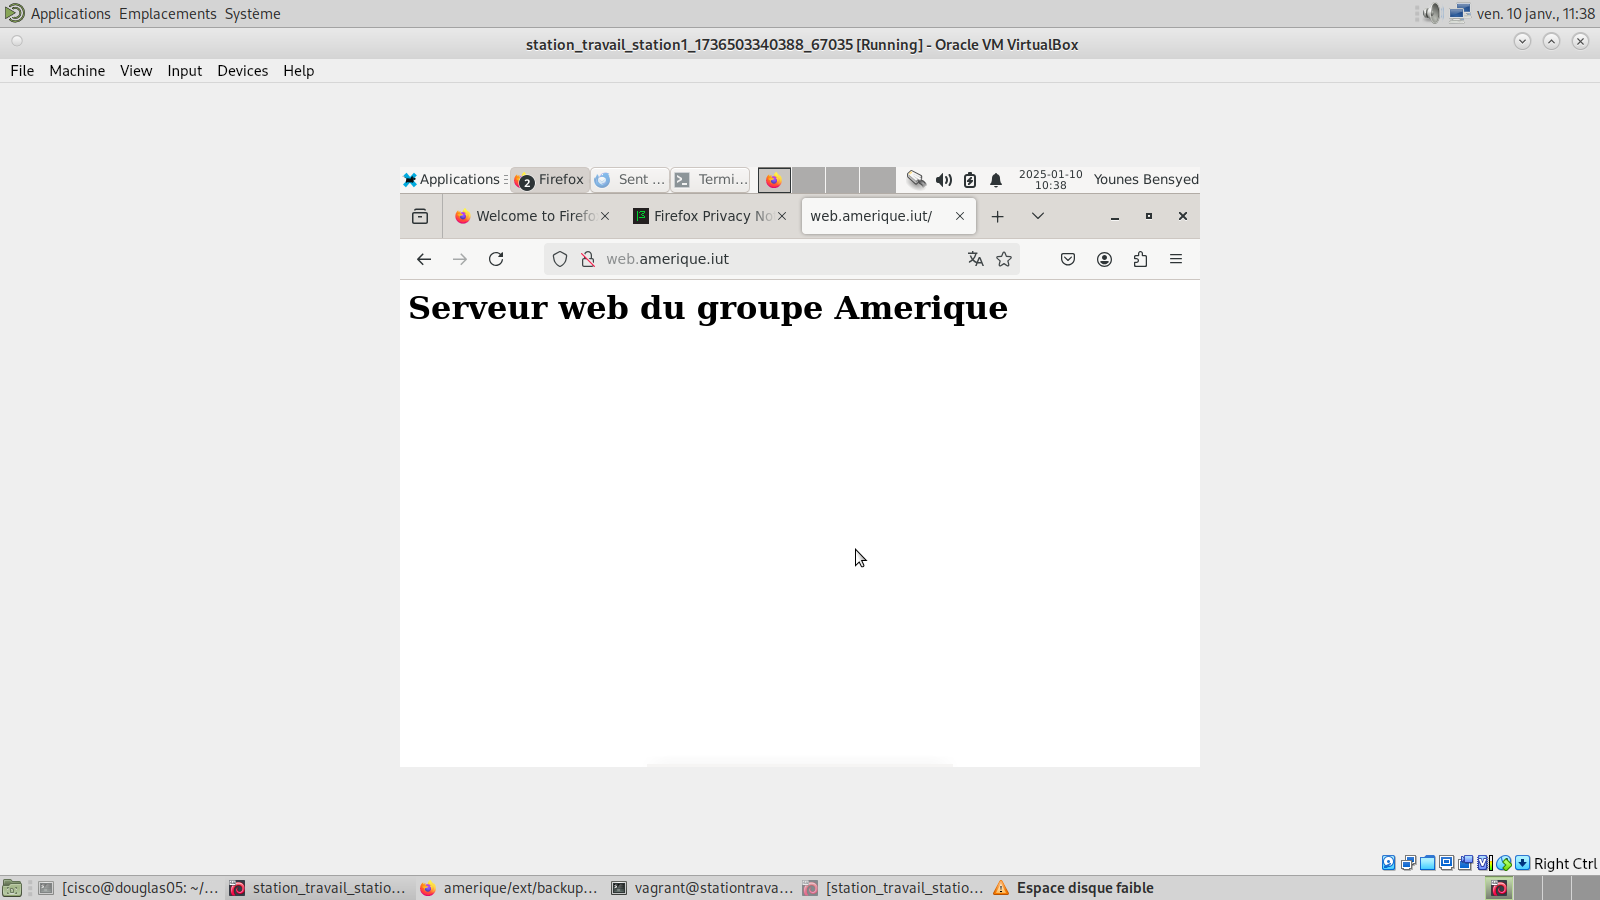 Applications Emplacements Système ven. 10 janv., 11:38
station_travail_station1_1736503340388_67035 [Running] - Oracle VM VirtualBox
File Machine View Input Devices Help
Applications 2 Firefox Sent ... Termi... 2025-01-10 10:38 Younes Bensyed
Welcome to Firefo Firefox Privacy No web.amerique.iut/
web.amerique.iut
Serveur web du groupe Amerique
Right Ctrl
[cisco@douglas05: ~/... station_travail_statio... amerique/ext/backup... vagrant@stationtrava... [station_travail_statio... Espace disque faible